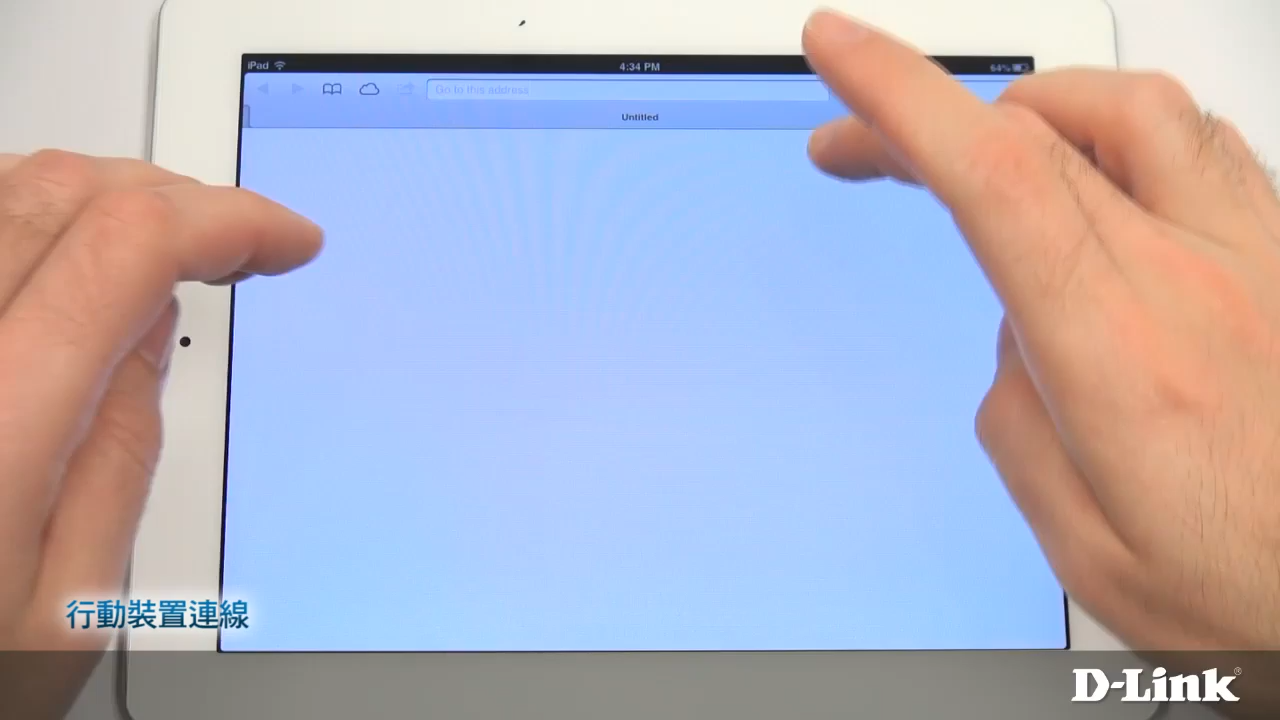 iPad
4:34 PM
64%
Go to this address
Untitled
行動裝置連線
D-Link®